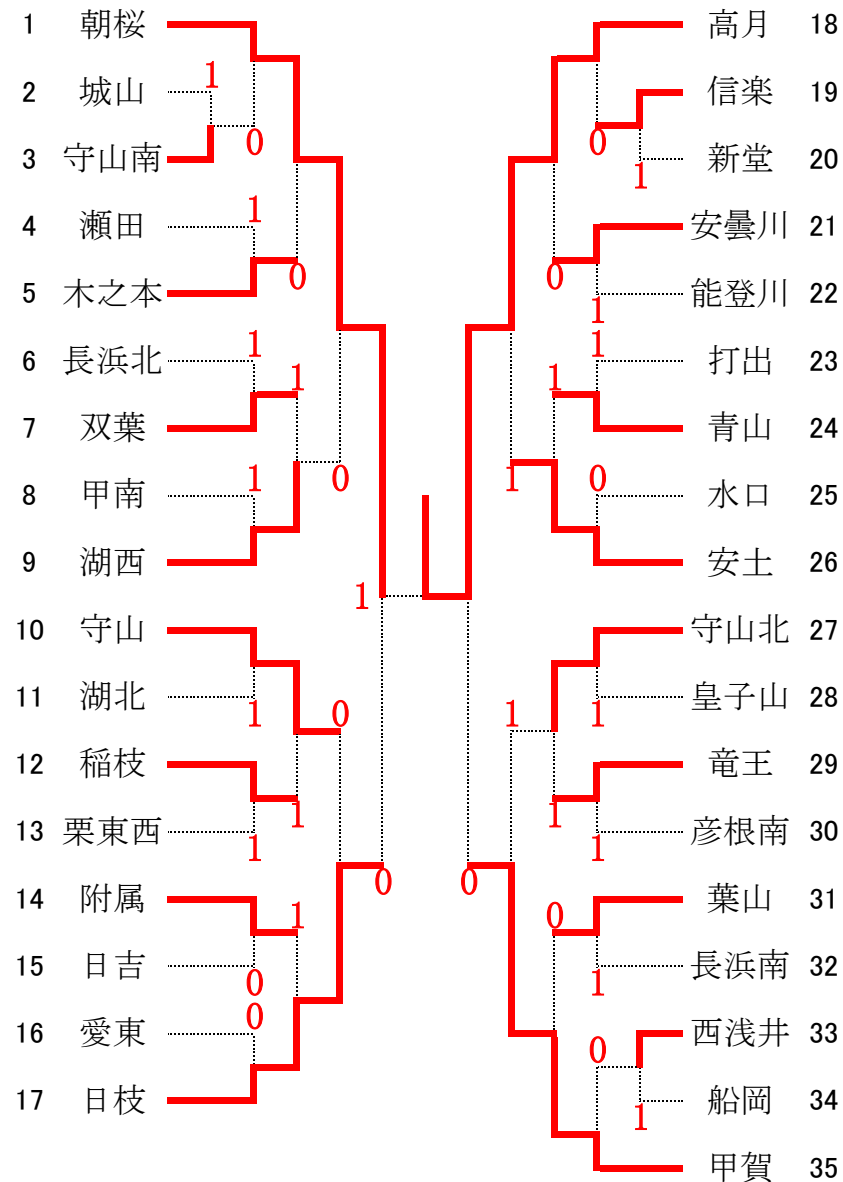 1 朝桜
1
2 城山
0
3 守山南
1
4 瀬田
0
5 木之本
1
6 長浜北
1
7 双葉
1
0
8 甲南
9 湖西
1
10 守山
11 湖北
1
0
12 稲枝
1
13 栗東西
1
0
14 附属
1
15 日吉
0
0
16 愛東
17 日枝
高月 18
信楽 19
0
新堂 20
1
安曇川 21
0
能登川 22
1
1
打出 23
1
青山 24
1
0
水口 25
安土 26
守山北 27
1
皇子山 28
1
竜王 29
1
彦根南 30
1
0
0
葉山 31
長浜南 32
1
西浅井 33
0
船岡 34
1
甲賀 35